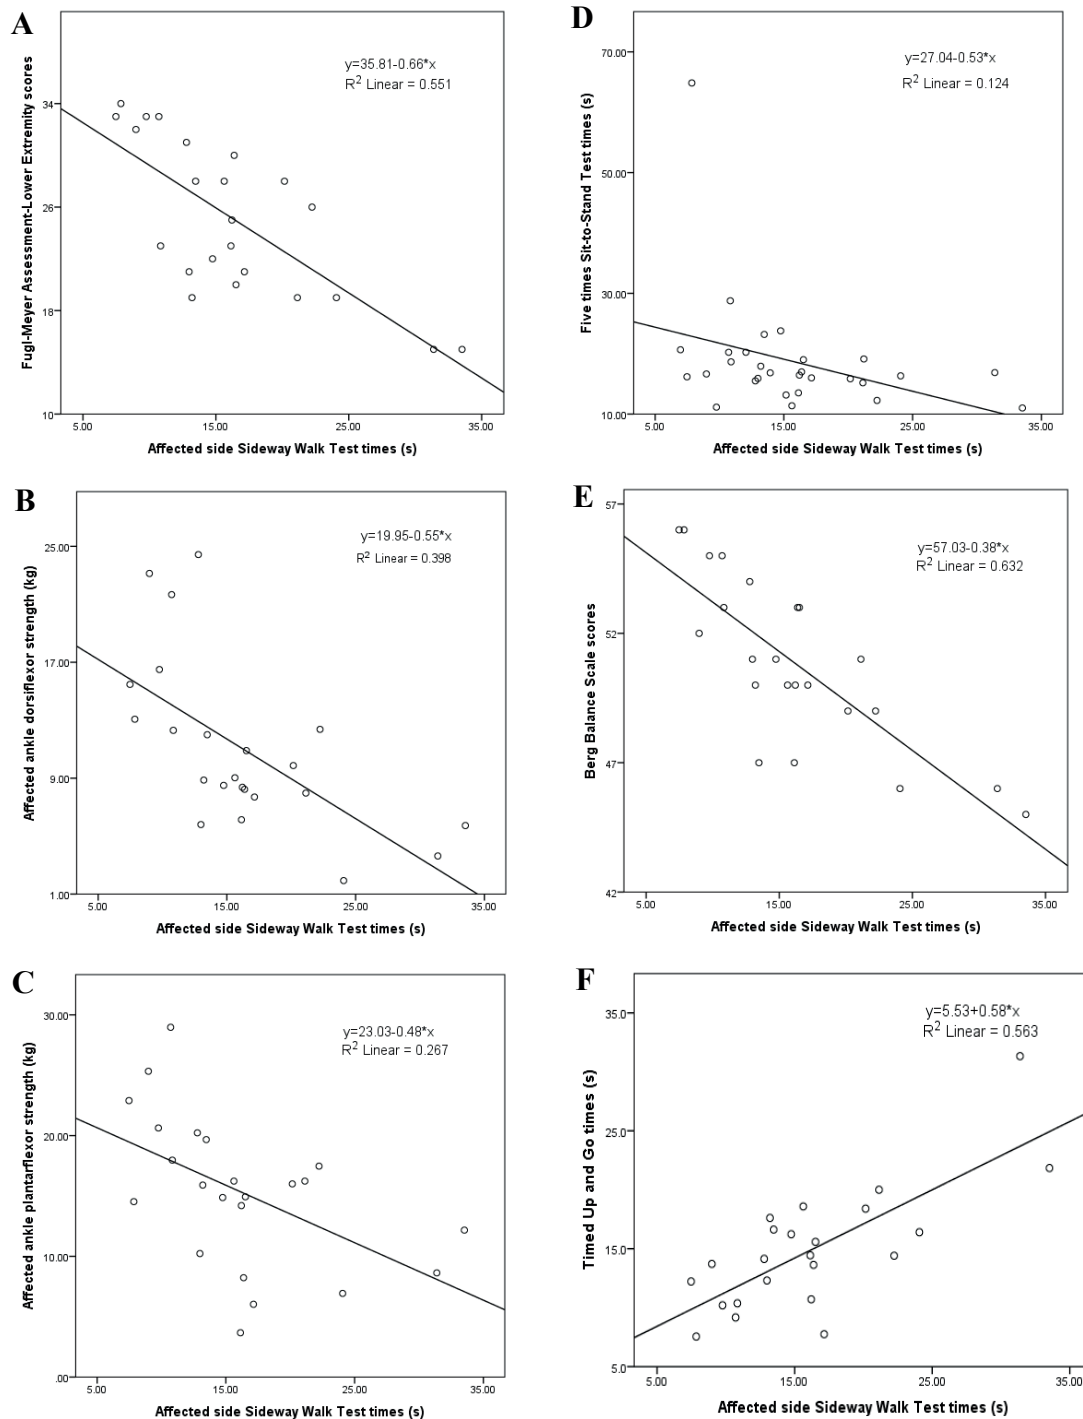 A
y=35.81-0.66*x
R² Linear = 0.551
Fugl-Meyer Assessment-Lower Extremity scores
34
26
18
10
5.00 15.00 25.00 35.00
Affected side Sideway Walk Test times (s)
B
y=19.95-0.55*x
R² Linear = 0.398
Affected ankle dorsiflexor strength (kg)
25.00
17.00
9.00
1.00
5.00 15.00 25.00 35.00
Affected side Sideway Walk Test times (s)
C
y=23.03-0.48*x
R² Linear = 0.267
Affected ankle plantarflexor strength (kg)
30.00
20.00
10.00
.00
5.00 15.00 25.00 35.00
Affected side Sideway Walk Test times (s)
D
y=27.04-0.53*x
R² Linear = 0.124
Five times Sit-to-Stand Test times (s)
70.00
50.00
30.00
10.00
5.00 15.00 25.00 35.00
Affected side Sideway Walk Test times (s)
E
y=57.03-0.38*x
R² Linear = 0.632
Berg Balance Scale scores
57
52
47
42
5.00 15.00 25.00 35.00
Affected side Sideway Walk Test times (s)
F
y=5.53+0.58*x
R² Linear = 0.563
Timed Up and Go times (s)
35.0
25.0
15.0
5.0
5.00 15.00 25.00 35.00
Affected side Sideway Walk Test times (s)